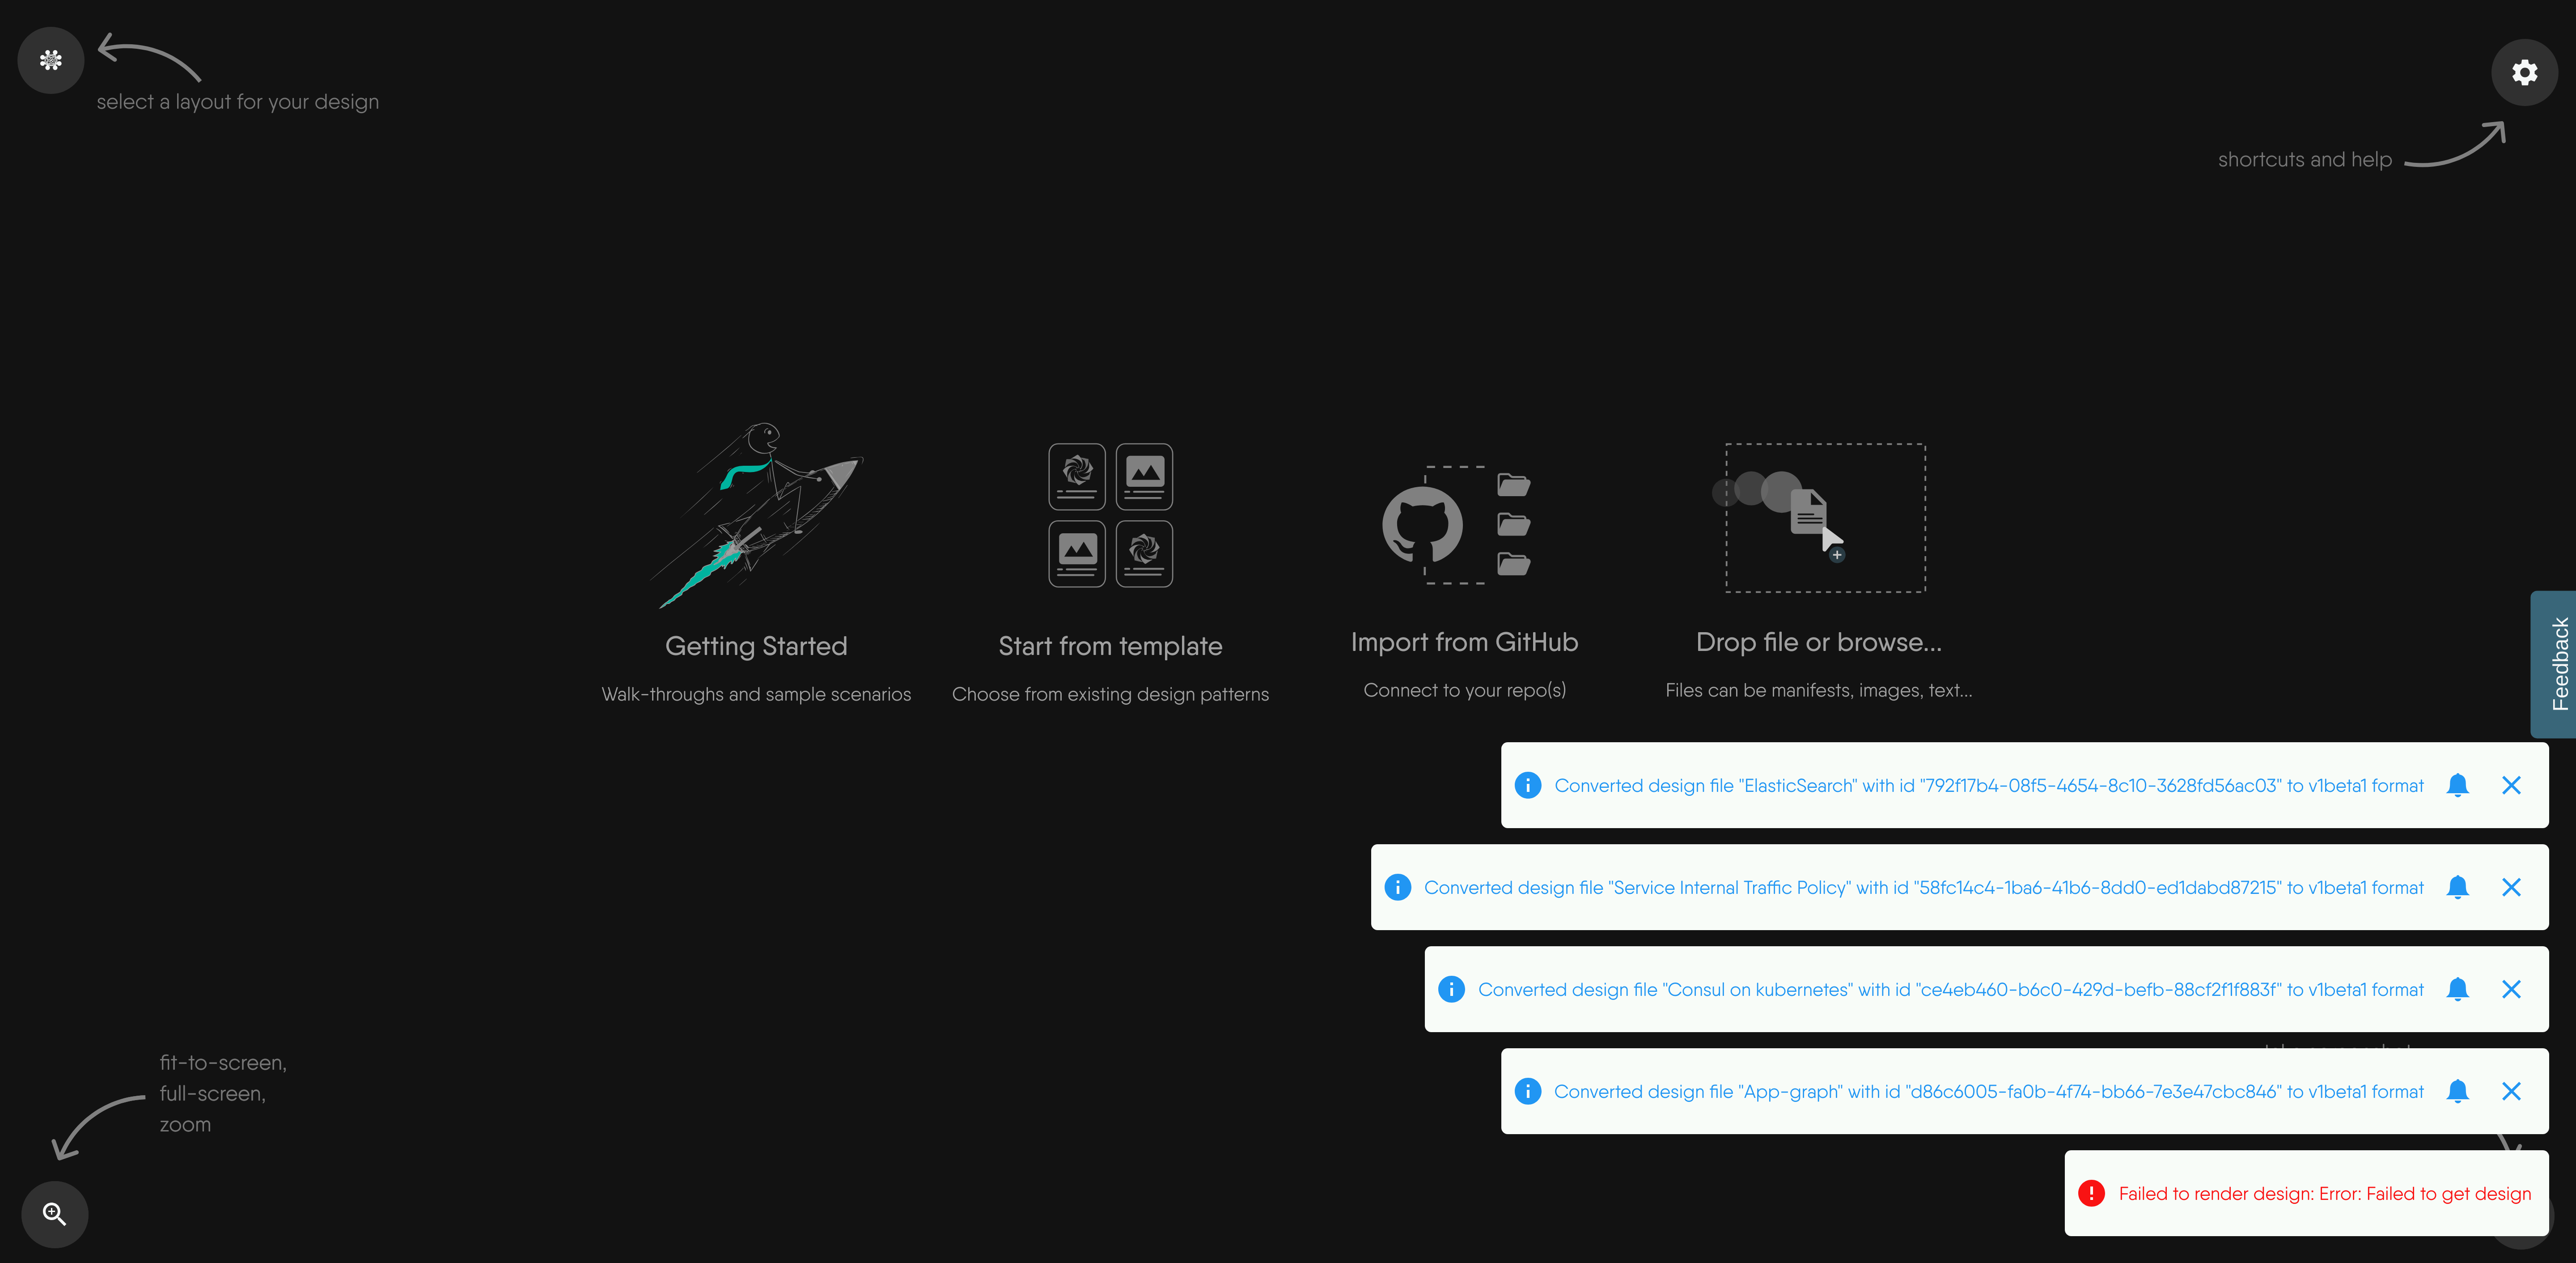 select a layout for your design
shortcuts and help
Getting Started
Walk-throughs and sample scenarios
Start from template
Choose from existing design patterns
Import from GitHub
Connect to your repo(s)
Drop file or browse...
Files can be manifests, images, text...
Feedback
Converted design file "ElasticSearch" with id "792f17b4-08f5-4654-8c10-3628fd56ac03" to v1beta1 format
Converted design file "Service Internal Traffic Policy" with id "58fc14c4-1ba6-41b6-8dd0-ed1dabd87215" to v1beta1 format
Converted design file "Consul on kubernetes" with id "ce4eb460-b6c0-429d-befb-88cf2f1f883f" to v1beta1 format
Converted design file "App-graph" with id "d86c6005-fa0b-4f74-bb66-7e3e47cbc846" to v1beta1 format
Failed to render design: Error: Failed to get design
fit-to-screen,
full-screen,
zoom